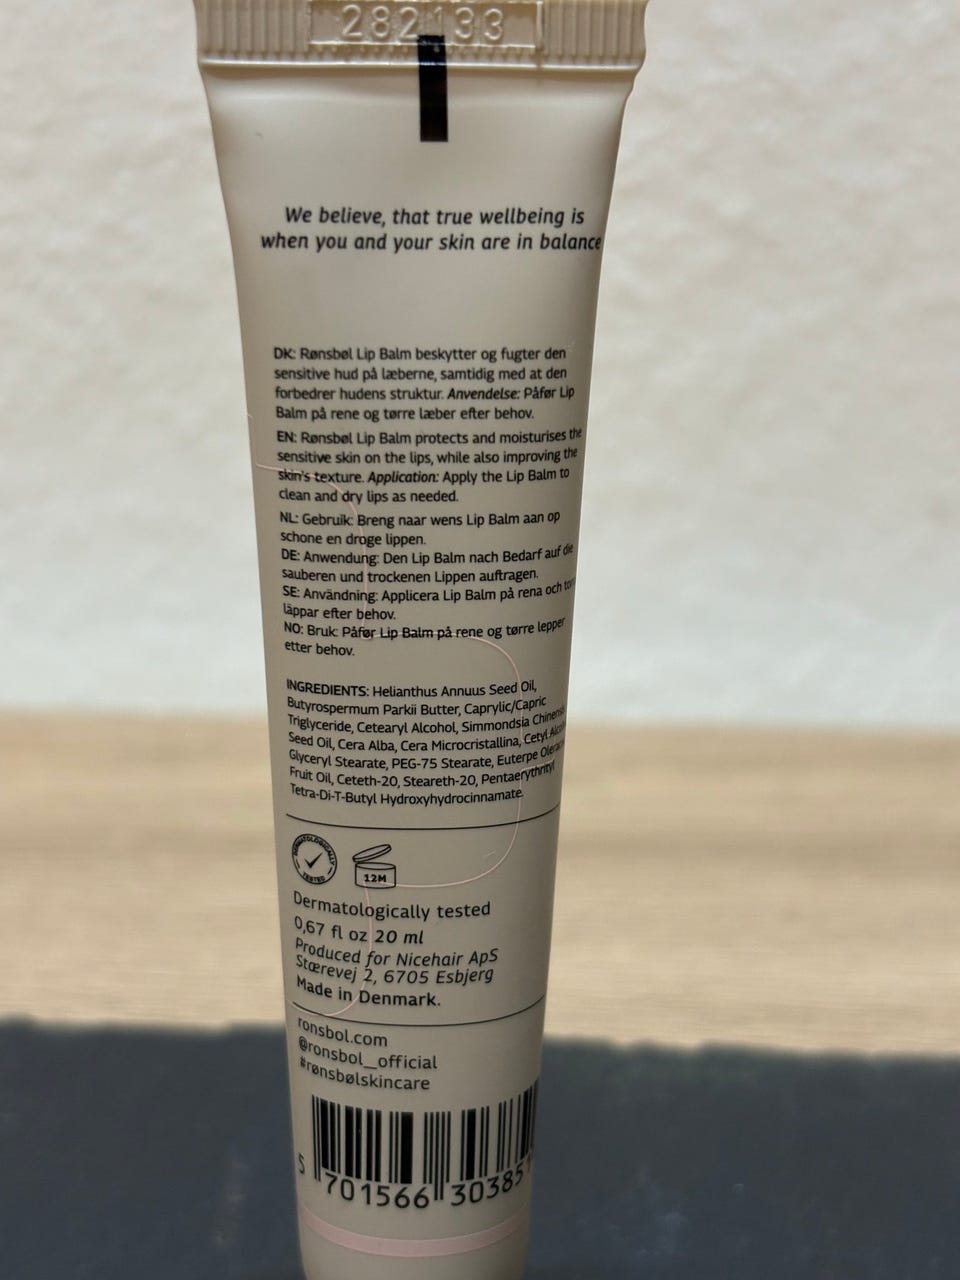 282133
We believe, that true wellbeing is
when you and your skin are in balance
DK: Rønsbøl Lip Balm beskytter og fugter den
sensitive hud på læberne, samtidig med at den
forbedrer hudens struktur. Anvendelse: Påfør Lip
Balm på rene og tørre læber efter behov.
EN: Rønsbøl Lip Balm protects and moisturises the
sensitive skin on the lips, while also improving the
skin's texture. Application: Apply the Lip Balm to
clean and dry lips as needed.
NL: Gebruik: Breng naar wens Lip Balm aan op
schone en droge lippen.
DE: Anwendung: Den Lip Balm nach Bedarf auf die
sauberen und trockenen Lippen auftragen.
SE: Användning: Applicera Lip Balm på rena och
läppar efter behov.
NO: Bruk: Påfør Lip Balm på rene og tørre lepper
etter behov.
INGREDIENTS: Helianthus Annuus Seed Oil,
Butyrospermum Parkii Butter, Caprylic/Capric
Triglyceride, Cetearyl Alcohol, Simmondsia
Seed Oil, Cera Alba, Cera Microcristallina, Cetyl
Glyceryl Stearate, PEG-75 Stearate, Euterpe
Fruit Oil, Ceteth-20, Steareth-20, Pentaerythrityl
Tetra-Di-T-Butyl Hydroxyhydrocinnamate.
DERMATOLOGICALLY
TESTED
12M
Dermatologically tested
0,67 fl oz 20 ml
Produced for Nicehair ApS
Stærevej 2, 6705 Esbjerg
Made in Denmark.
ronsbol.com
@ronsbol_official
#rønsbølskincare
5 701566 30385